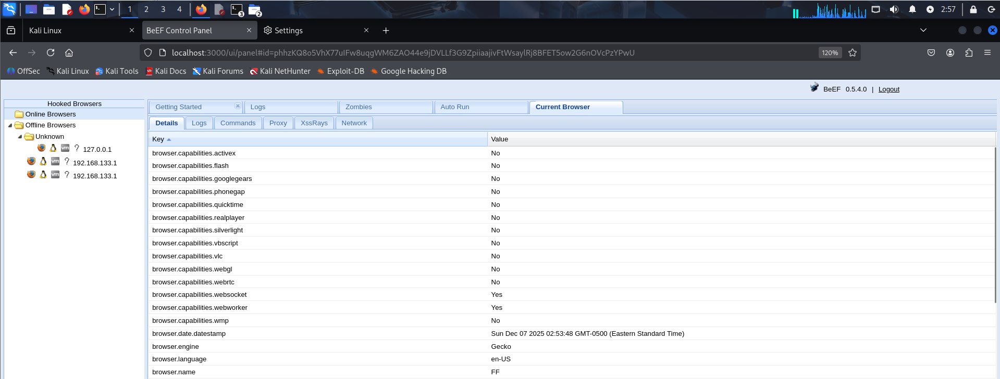 1 2 3 4 3 2 2:57
Kali Linux BeEF Control Panel Settings
localhost:3000/ui/panel#id=phhzKQ8o5VhX77uIFw8uqgWM6ZAO44e9jDVLLf3G9ZpiiaajivFtWsaylRj8BFET5ow2G6nOVcPzYPwU 120%
OffSec Kali Linux Kali Tools Kali Docs Kali Forums Kali NetHunter Exploit-DB Google Hacking DB
BeEF 0.5.4.0 | Logout
Hooked Browsers
Online Browsers
Offline Browsers
Unknown
vm ? 127.0.0.1
vm ? 192.168.133.1
vm ? 192.168.133.1
Getting Started Logs Zombies Auto Run Current Browser
Details Logs Commands Proxy XssRays Network
Key Value
browser.capabilities.activex No
browser.capabilities.flash No
browser.capabilities.googlegears No
browser.capabilities.phonegap No
browser.capabilities.quicktime No
browser.capabilities.realplayer No
browser.capabilities.silverlight No
browser.capabilities.vbscript No
browser.capabilities.vlc No
browser.capabilities.webgl No
browser.capabilities.webrtc No
browser.capabilities.websocket Yes
browser.capabilities.webworker Yes
browser.capabilities.wmp No
browser.date.datestamp Sun Dec 07 2025 02:53:48 GMT-0500 (Eastern Standard Time)
browser.engine Gecko
browser.language en-US
browser.name FF